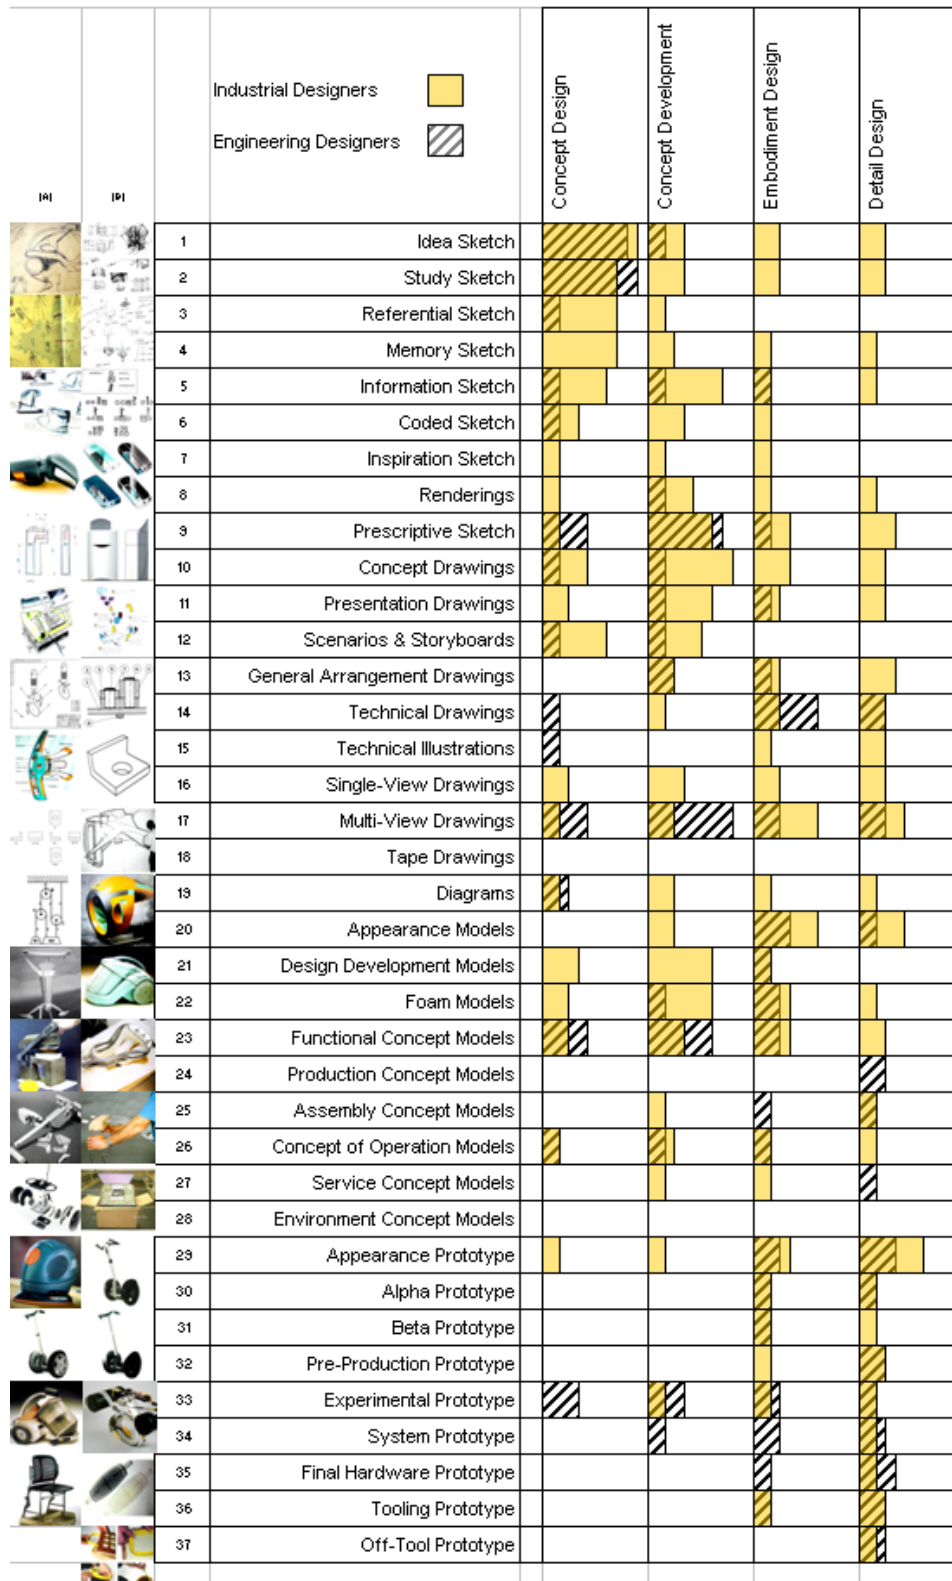 Industrial Designers
Engineering Designers
Concept Design
Concept Development
Embodiment Design
Detail Design
[A] [B]
1 Idea Sketch
2 Study Sketch
3 Referential Sketch
4 Memory Sketch
5 Information Sketch
6 Coded Sketch
7 Inspiration Sketch
8 Renderings
9 Prescriptive Sketch
10 Concept Drawings
11 Presentation Drawings
12 Scenarios & Storyboards
13 General Arrangement Drawings
14 Technical Drawings
15 Technical Illustrations
16 Single-View Drawings
17 Multi-View Drawings
18 Tape Drawings
19 Diagrams
20 Appearance Models
21 Design Development Models
22 Foam Models
23 Functional Concept Models
24 Production Concept Models
25 Assembly Concept Models
26 Concept of Operation Models
27 Service Concept Models
28 Environment Concept Models
29 Appearance Prototype
30 Alpha Prototype
31 Beta Prototype
32 Pre-Production Prototype
33 Experimental Prototype
34 System Prototype
35 Final Hardware Prototype
36 Tooling Prototype
37 Off-Tool Prototype